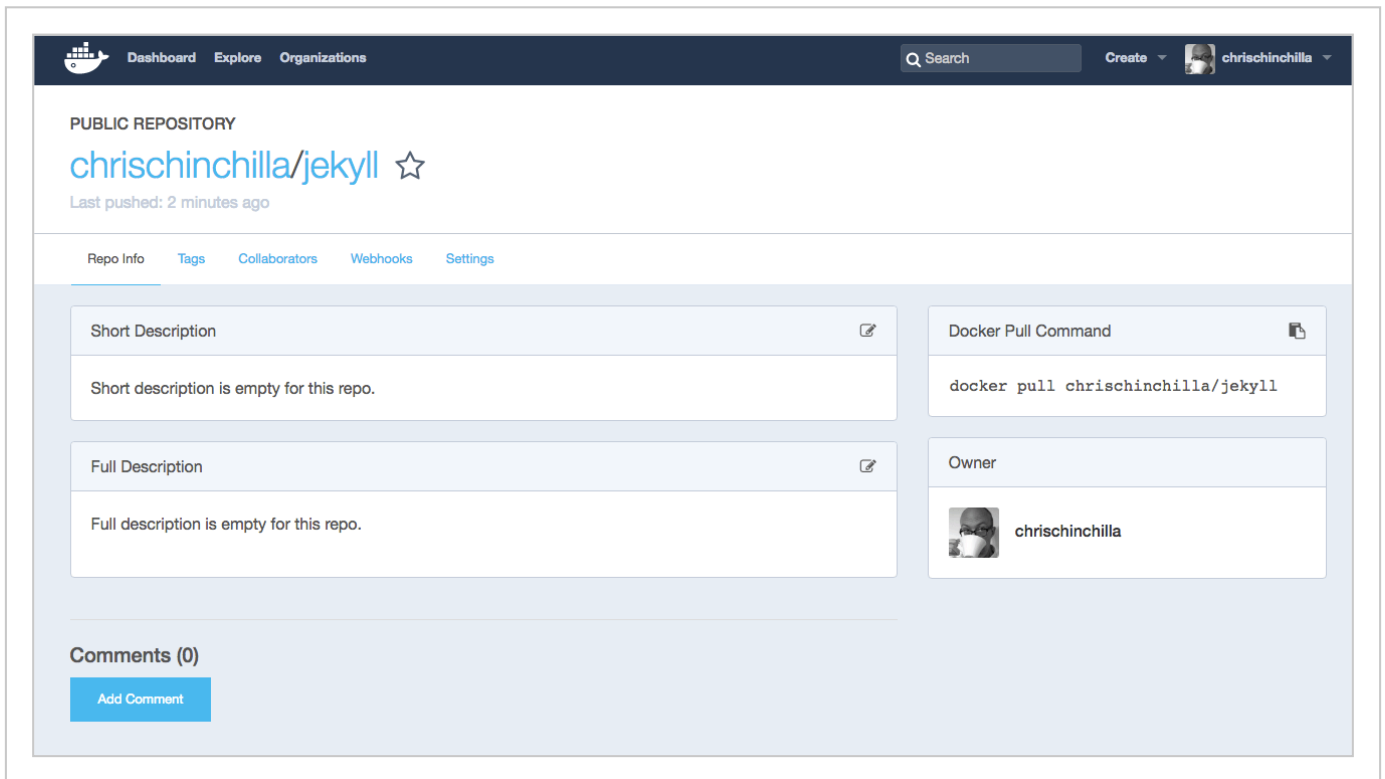 Dashboard Explore Organizations Search Create chrischinchilla
PUBLIC REPOSITORY
chrischinchilla/jekyll
Last pushed: 2 minutes ago
Repo Info Tags Collaborators Webhooks Settings
Short Description
Short description is empty for this repo.
Full Description
Full description is empty for this repo.
Docker Pull Command
docker pull chrischinchilla/jekyll
Owner
chrischinchilla
Comments (0)
Add Comment